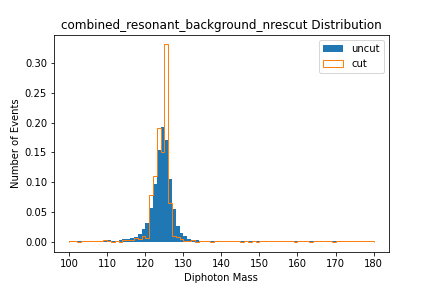 combined_resonant_background_nrescut Distribution
uncut
cut
Number of Events
0.30
0.25
0.20
0.15
0.10
0.05
0.00
100 110 120 130 140 150 160 170 180
Diphoton Mass